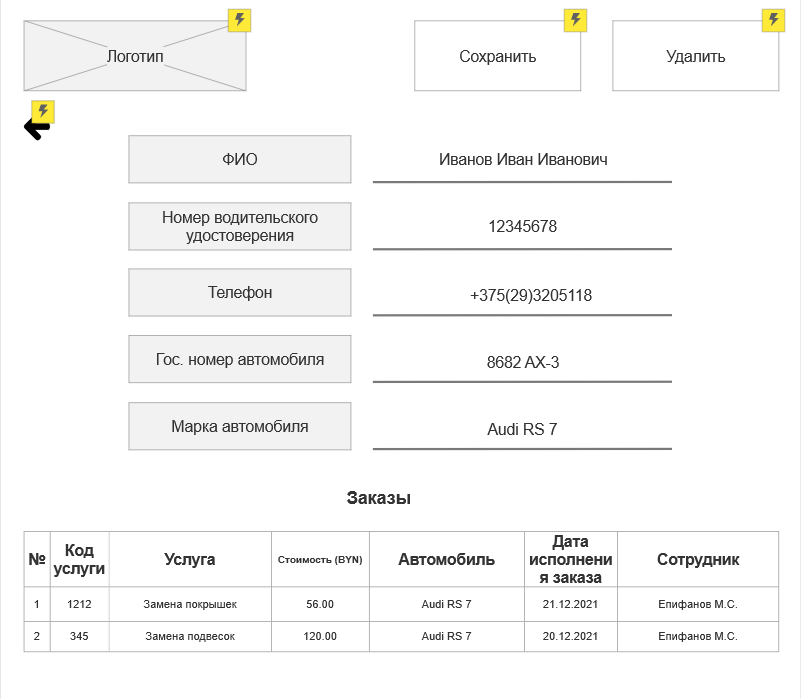 Логотип
Сохранить
Удалить
ФИО
Иванов Иван Иванович
Номер водительского
удостоверения
12345678
Телефон
+375(29)3205118
Гос. номер автомобиля
8682 AX-3
Марка автомобиля
Audi RS 7
Заказы
№ Код услуги Услуга Стоимость (BYN) Автомобиль Дата исполнения заказа Сотрудник
1 1212 Замена покрышек 56.00 Audi RS 7 21.12.2021 Епифанов М.С.
2 345 Замена подвесок 120.00 Audi RS 7 20.12.2021 Епифанов М.С.